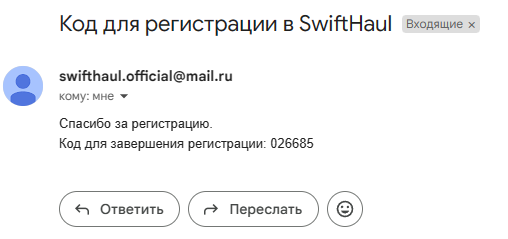 Код для регистрации в SwiftHaul Входящие ×
swifthaul.official@mail.ru
кому: мне
Спасибо за регистрацию.
Код для завершения регистрации: 026685
Ответить Переслать